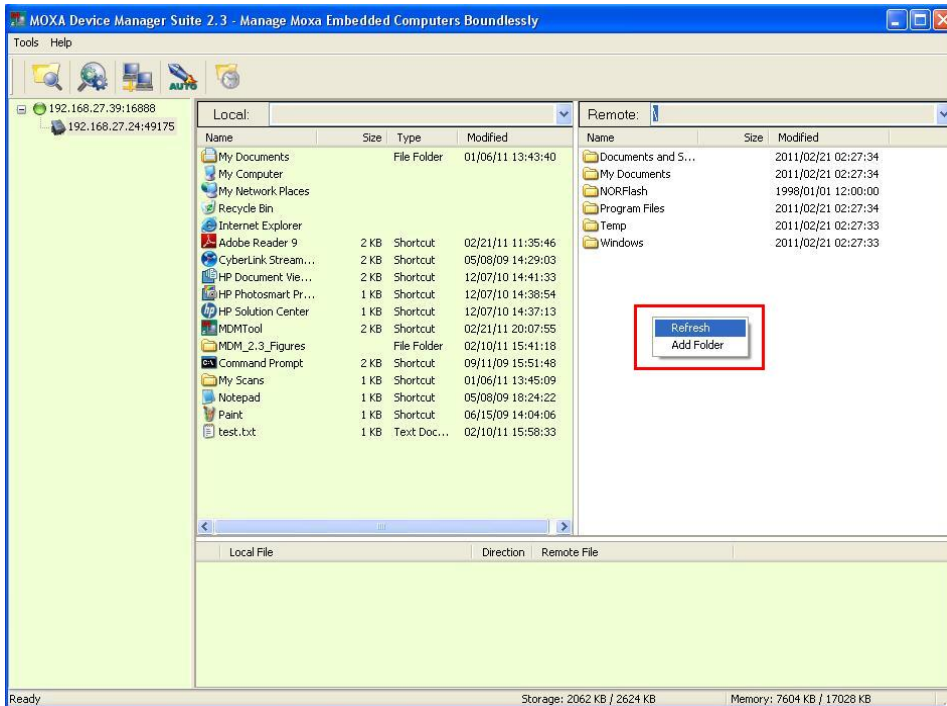 MOXA Device Manager Suite 2.3 - Manage Moxa Embedded Computers Boundlessly
Tools Help
AUTO
192.168.27.39:16888
192.168.27.24:49175
Local:
Name Size Type Modified
My Documents File Folder 01/06/11 13:43:40
My Computer
My Network Places
Recycle Bin
Internet Explorer
Adobe Reader 9 2 KB Shortcut 02/21/11 11:35:46
CyberLink Stream... 2 KB Shortcut 05/08/09 14:29:03
HP Document Vie... 2 KB Shortcut 12/07/10 14:41:33
HP Photosmart Pr... 1 KB Shortcut 12/07/10 14:38:54
HP Solution Center 1 KB Shortcut 12/07/10 14:37:13
MDMTool 2 KB Shortcut 02/21/11 20:07:55
MDM_2.3_Figures File Folder 02/10/11 15:41:18
Command Prompt 2 KB Shortcut 09/11/09 15:51:48
My Scans 1 KB Shortcut 01/06/11 13:45:09
Notepad 1 KB Shortcut 05/08/09 18:24:22
Paint 1 KB Shortcut 06/15/09 14:04:06
test.txt 1 KB Text Doc... 02/10/11 15:58:33
Remote: \
Name Size Modified
Documents and S... 2011/02/21 02:27:34
My Documents 2011/02/21 02:27:34
NORFlash 1998/01/01 12:00:00
Program Files 2011/02/21 02:27:34
Temp 2011/02/21 02:27:33
Windows 2011/02/21 02:27:33
Refresh
Add Folder
Local File Direction Remote File
Ready Storage: 2062 KB / 2624 KB Memory: 7604 KB / 17028 KB